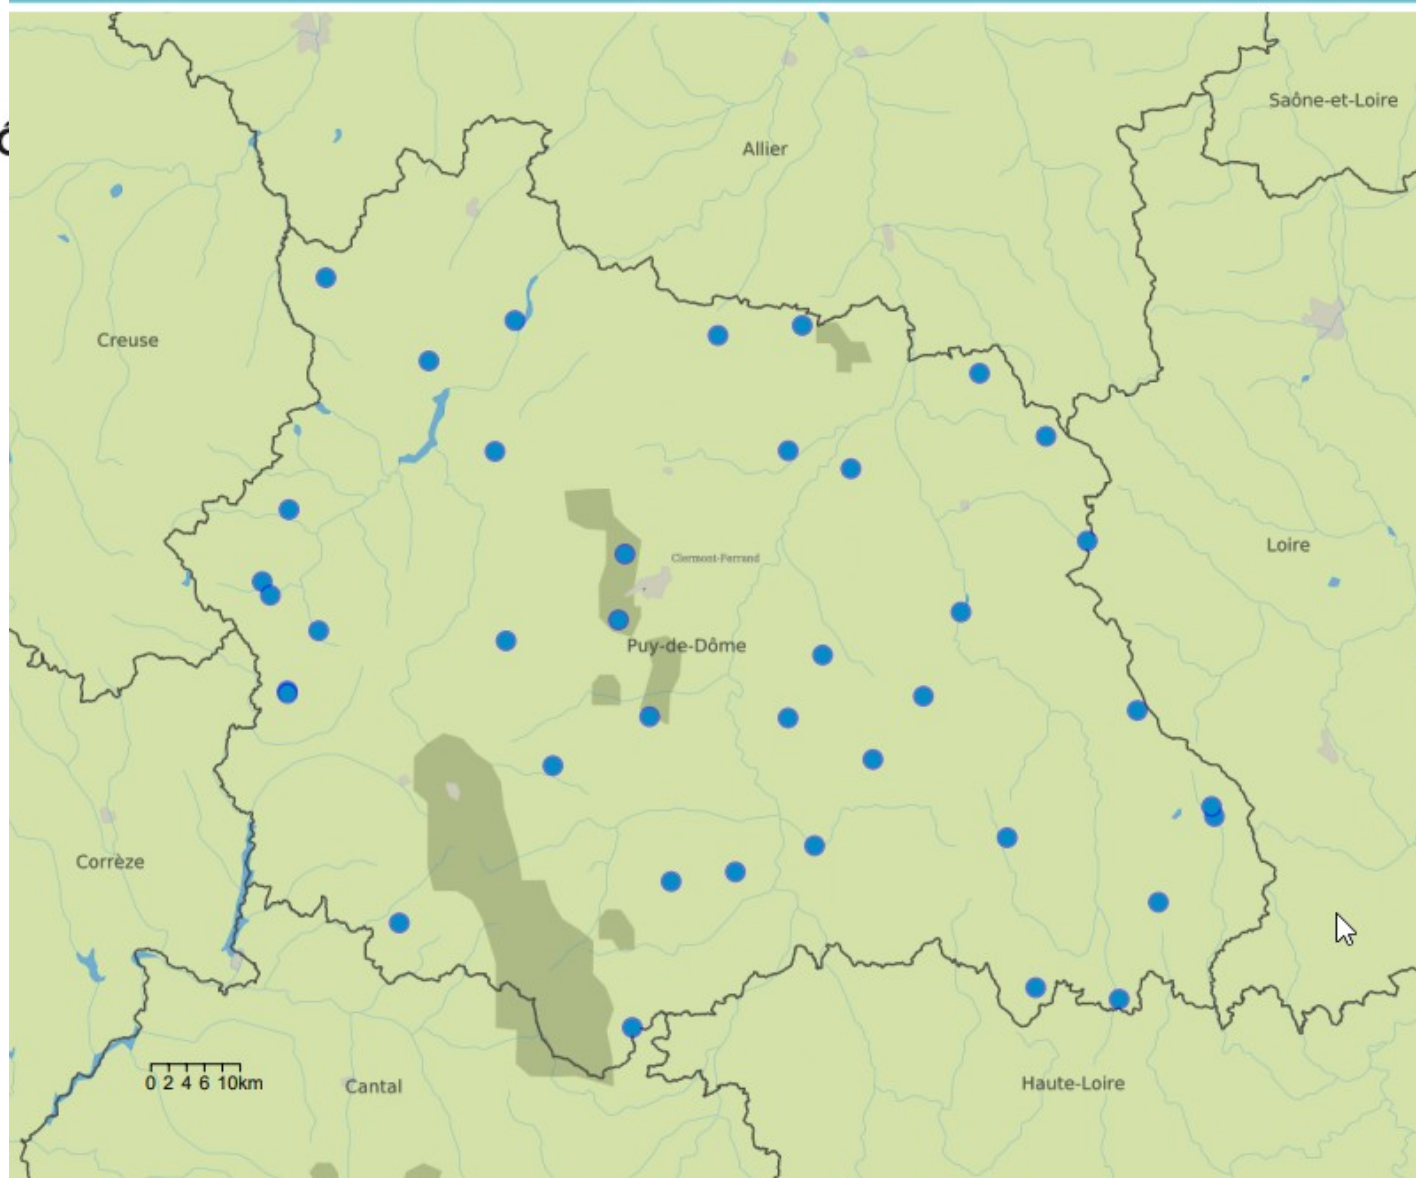 Saône-et-Loire
Allier
Creuse
Loire
Clermont-Ferrand
Puy-de-Dôme
Corrèze
0 2 4 6 10km
Cantal
Haute-Loire